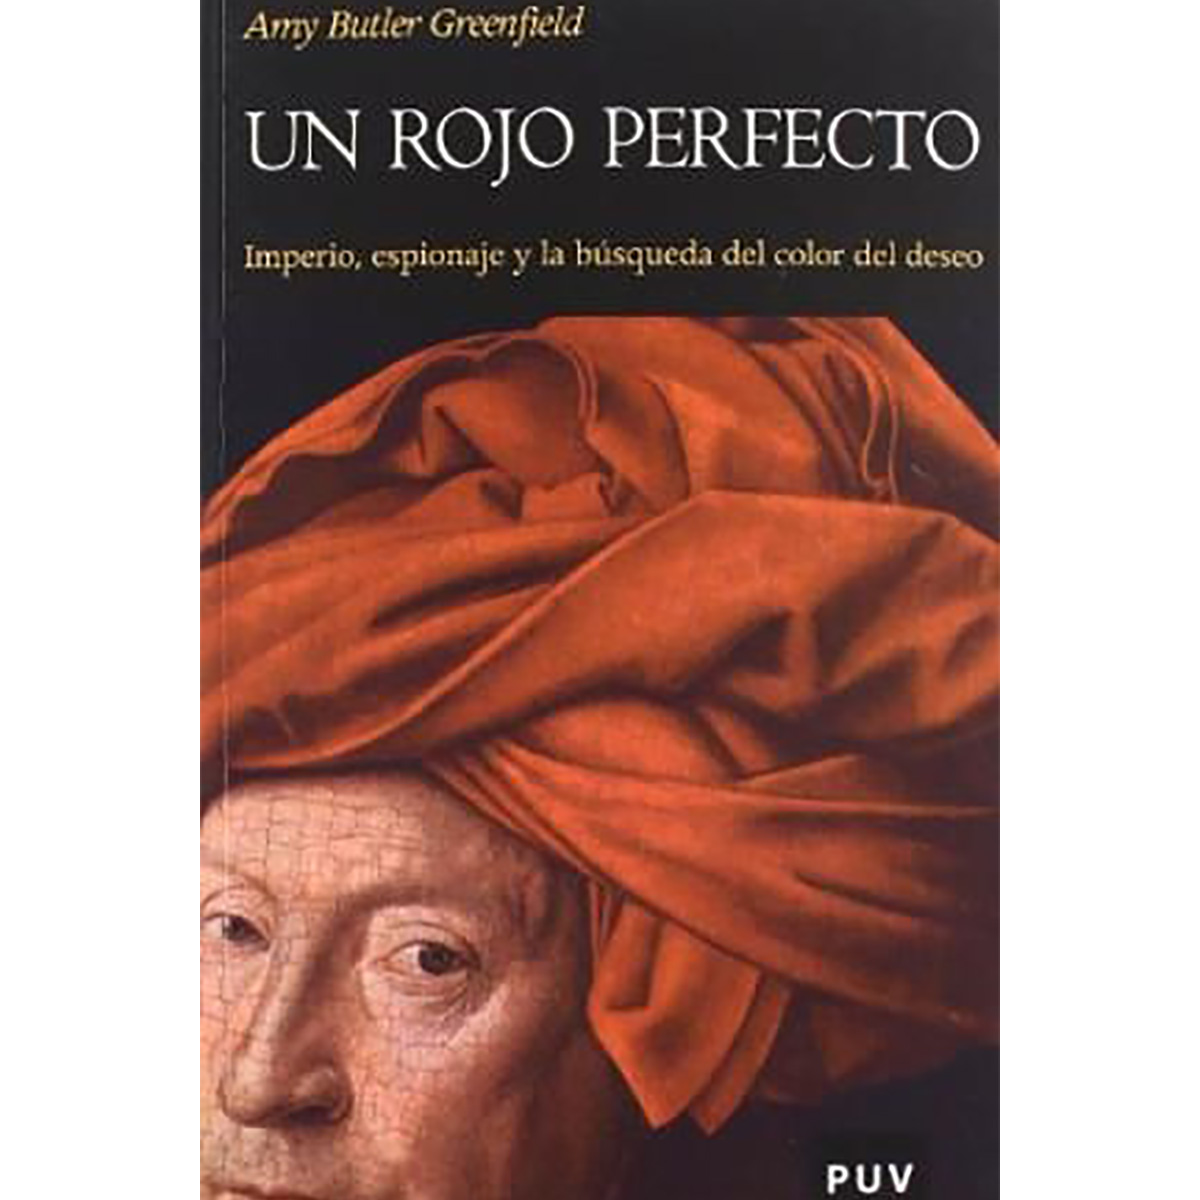 Amy Butler Greenfield
UN ROJO PERFECTO
Imperio, espionaje y la búsqueda del color del deseo
PUV